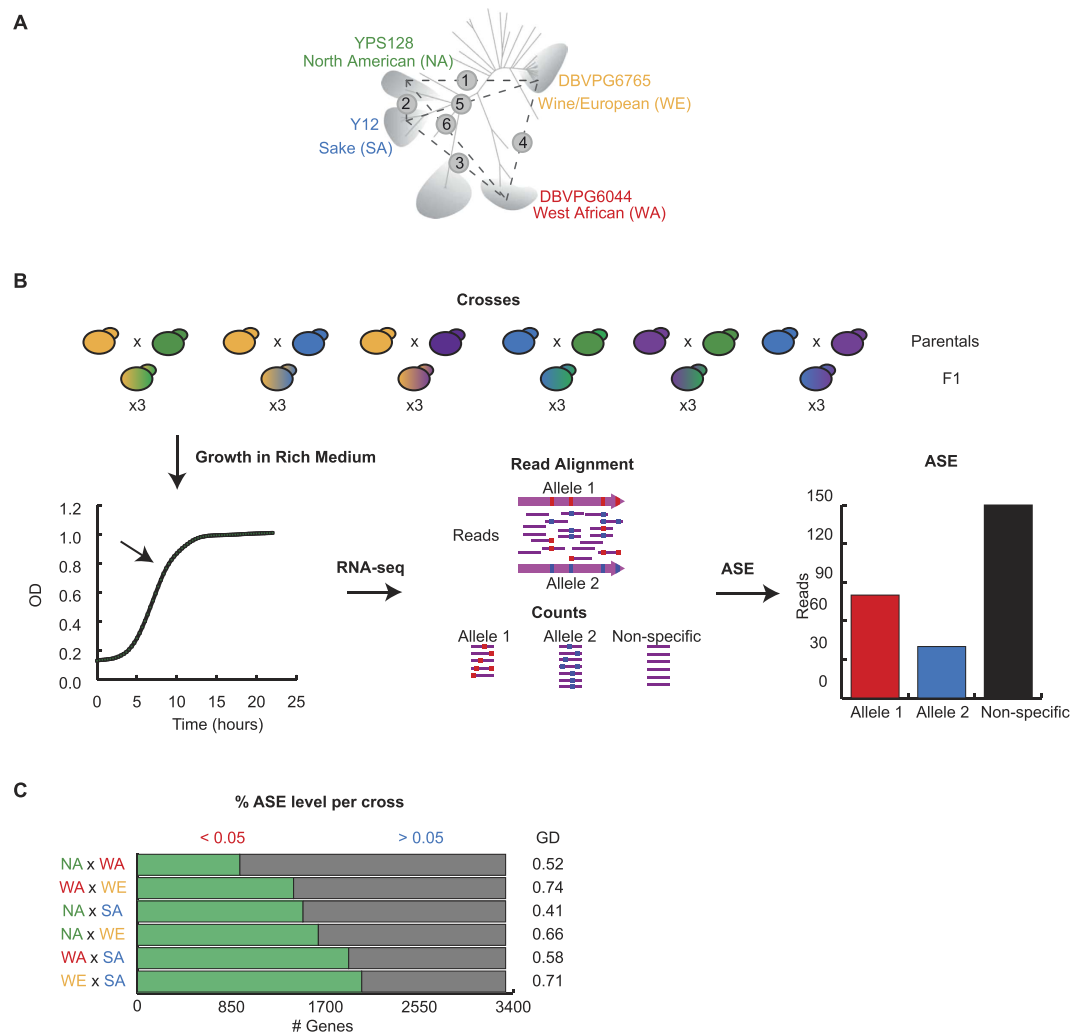 A
YPS128
North American (NA)
DBVPG6765
Wine/European (WE)
Y12
Sake (SA)
DBVPG6044
West African (WA)
1
2
5
6
4
3
B
Crosses
x x x x x x
Parentals
F1
x3 x3 x3 x3 x3 x3
Growth in Rich Medium
1.2
1.0
0.8
0.6
0.4
0.2
0.0
OD
0 5 10 15 20 25
Time (hours)
RNA-seq
Read Alignment
Allele 1
Reads
Allele 2
Counts
Allele 1 Allele 2 Non-specific
ASE
ASE
150
120
90
60
30
0
Reads
Allele 1 Allele 2 Non-specific
C
% ASE level per cross
< 0.05 > 0.05 GD
NA x WA 0.52
WA x WE 0.74
NA x SA 0.41
NA x WE 0.66
WA x SA 0.58
WE x SA 0.71
0 850 1700 2550 3400
# Genes